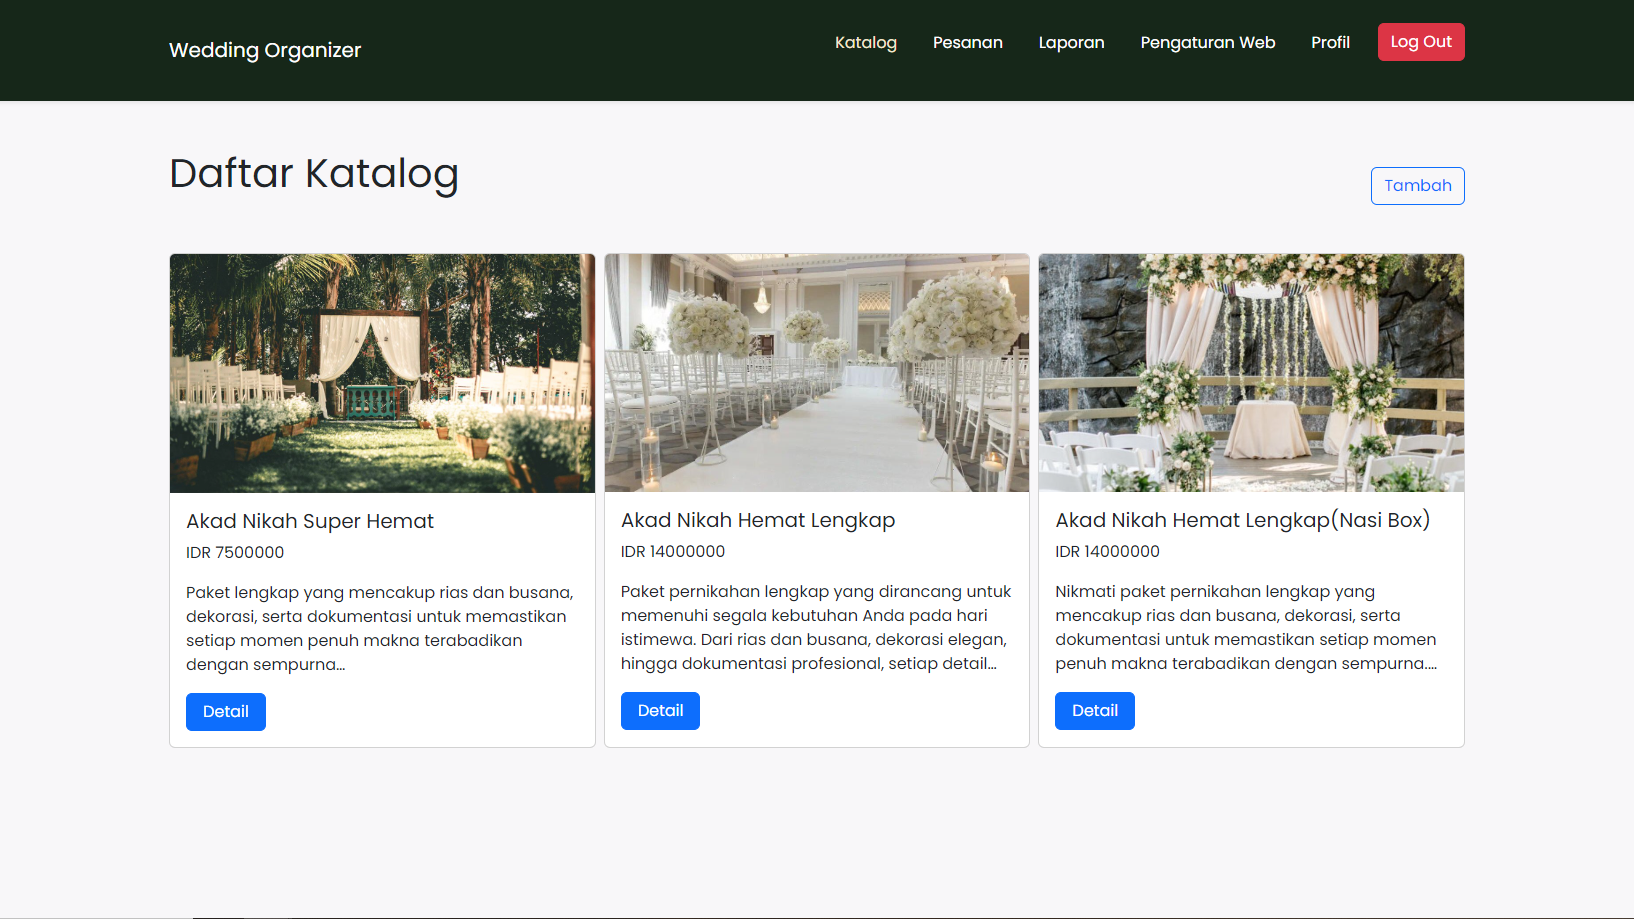 Wedding Organizer
Katalog
Pesanan
Laporan
Pengaturan Web
Profil
Log Out
Daftar Katalog
Tambah
Akad Nikah Super Hemat
IDR 7500000
Paket lengkap yang mencakup rias dan busana,
dekorasi, serta dokumentasi untuk memastikan
setiap momen penuh makna terabadikan
dengan sempurna...
Detail
Akad Nikah Hemat Lengkap
IDR 14000000
Paket pernikahan lengkap yang dirancang untuk
memenuhi segala kebutuhan Anda pada hari
istimewa. Dari rias dan busana, dekorasi elegan,
hingga dokumentasi profesional, setiap detail...
Detail
Akad Nikah Hemat Lengkap(Nasi Box)
IDR 14000000
Nikmati paket pernikahan lengkap yang
mencakup rias dan busana, dekorasi, serta
dokumentasi untuk memastikan setiap momen
penuh makna terabadikan dengan sempurna....
Detail